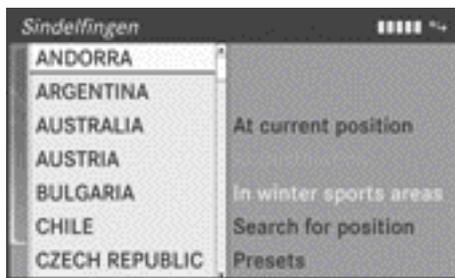 Sindelfingen
ANDORRA
ARGENTINA
AUSTRALIA
AUSTRIA
BULGARIA
CHILE
CZECH REPUBLIC
At current position
In winter sports areas
Search for position
Presets